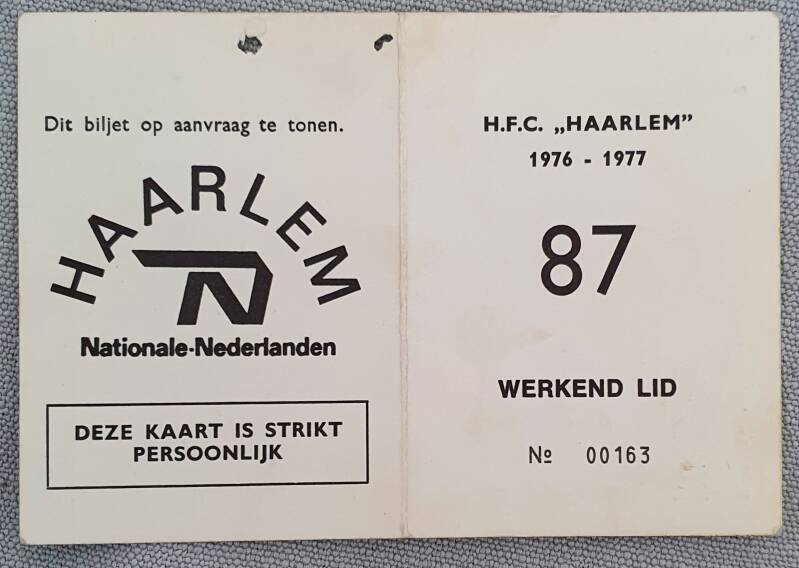 Dit biljet op aanvraag te tonen.
HAARLEM
N
Nationale-Nederlanden
DEZE KAART IS STRIKT
PERSOONLIJK
H.F.C. „HAARLEM”
1976 - 1977
87
WERKEND LID
№ 00163